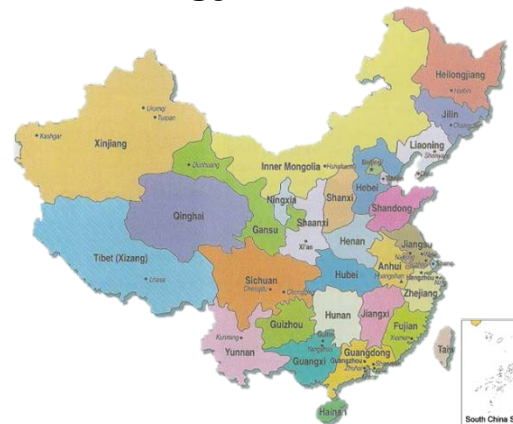 Heilongjiang
Harbin
Jilin
Urumqi
Turpan
Kashgar
Liaoning
Xinjiang
Beijing
Dunhuang
Inner Mongolia
Hebei
Ningxia
Shanxi
Shandong
Qinghai
Gansu
Shaanxi
Xi'an
Henan
Jiangsu
Tibet (Xizang)
Anhui
Lhasa
Sichuan
Chengdu
Chongqing
Hubei
Hangzhou
Zhejiang
Hunan
Jiangxi
Guizhou
Fujian
Xiamen
Kunming
Yunnan
Guangxi
Guangdong
Guangzhou
Taiw
Hainan
South China S